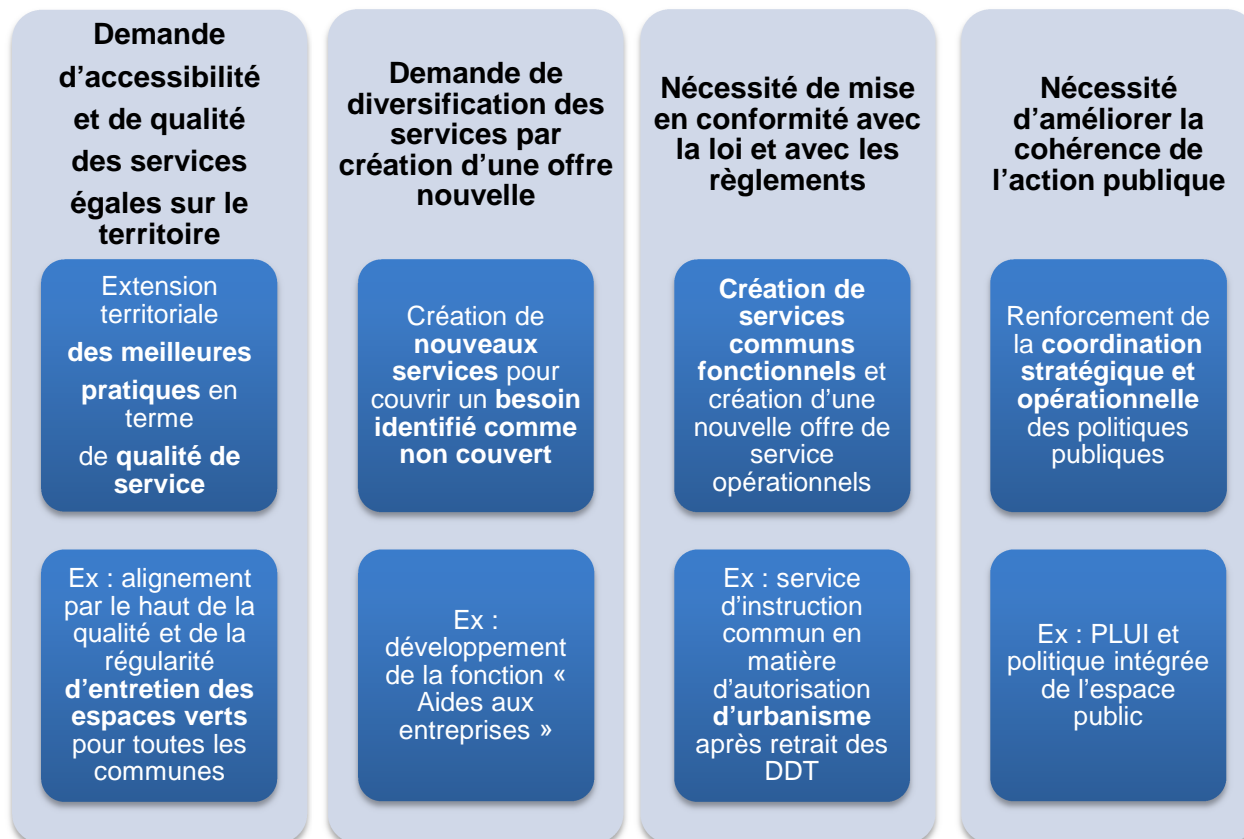 Demande
d’accessibilité
et de qualité
des services
égales sur le
territoire
Extension
territoriale
des meilleures
pratiques en
terme
de qualité de
service
Ex : alignement
par le haut de la
qualité et de la
régularité
d’entretien des
espaces verts
pour toutes les
communes
Demande de
diversification des
services par
création d’une offre
nouvelle
Création de
nouveaux
services pour
couvrir un besoin
identifié comme
non couvert
Ex :
développement
de la fonction «
Aides aux
entreprises »
Nécessité de mise
en conformité avec
la loi et avec les
règlements
Création de
services
communs
fonctionnels et
création d’une
nouvelle offre de
service
opérationnels
Ex : service
d’instruction
commun en
matière
d’autorisation
d’urbanisme
après retrait des
DDT
Nécessité
d’améliorer la
cohérence de
l’action publique
Renforcement de
la coordination
stratégique et
opérationnelle
des politiques
publiques
Ex : PLUI et
politique intégrée
de l’espace
public